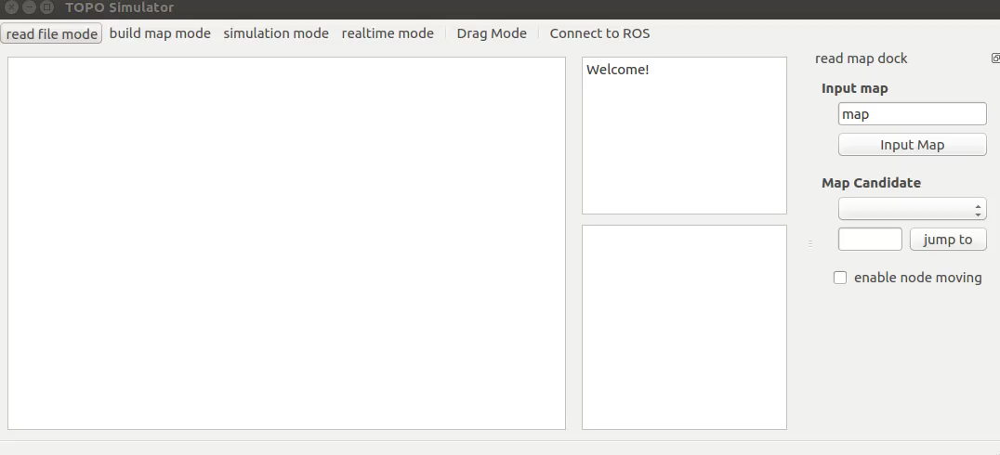 TOPO Simulator
read file mode build map mode simulation mode realtime mode Drag Mode Connect to ROS
Welcome!
read map dock
Input map
map
Input Map
Map Candidate
jump to
enable node moving